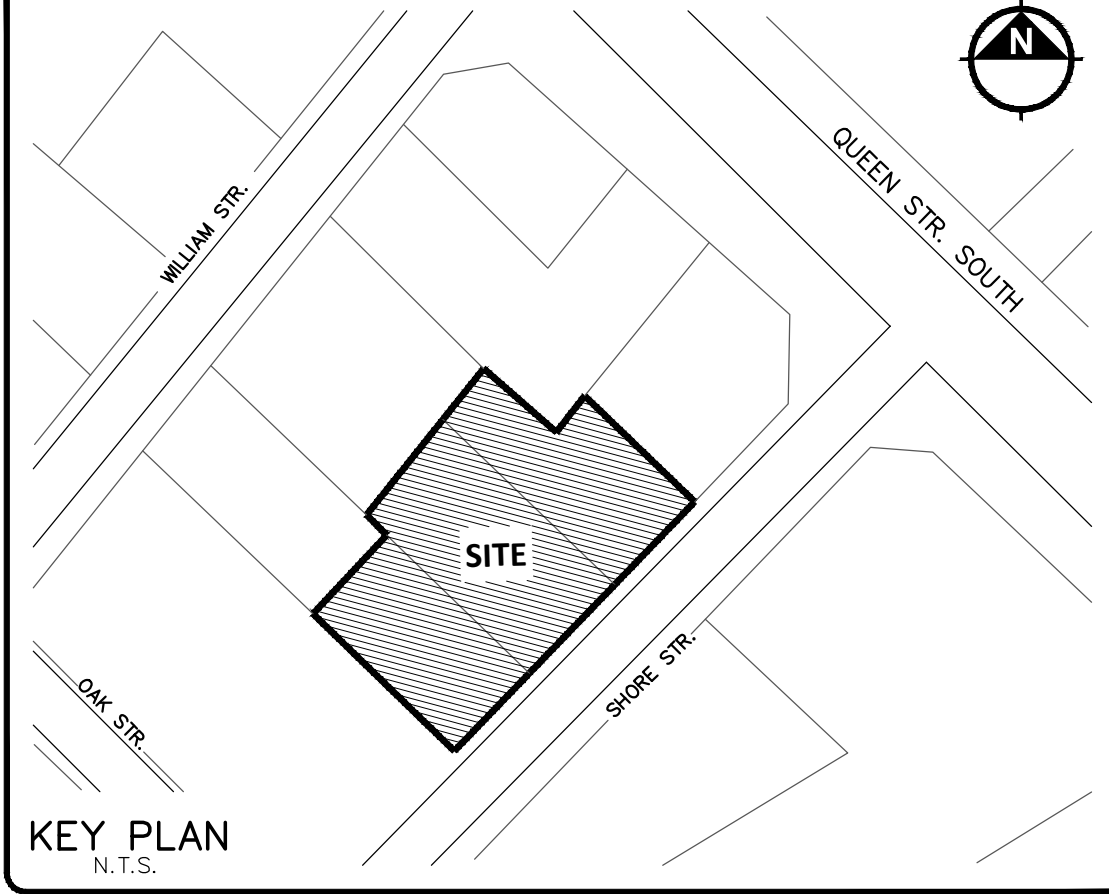 N
QUEEN STR. SOUTH
WILLIAM STR.
SITE
SHORE STR.
OAK STR.
KEY PLAN
N.T.S.